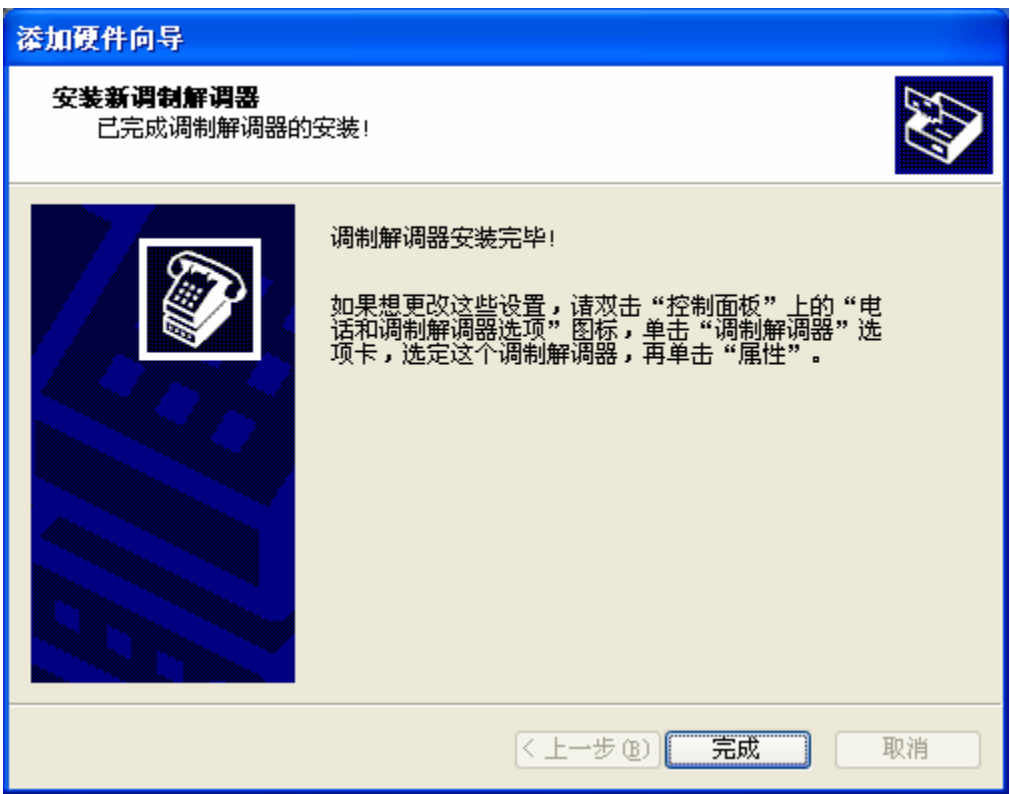 添加硬件向导
安装新调制解调器
已完成调制解调器的安装!
调制解调器安装完毕!
如果想更改这些设置,请双击“控制面板”上的“电
话和调制解调器选项”图标,单击“调制解调器”选
项卡,选定这个调制解调器,再单击“属性”。
< 上一步(B)
完成
取消